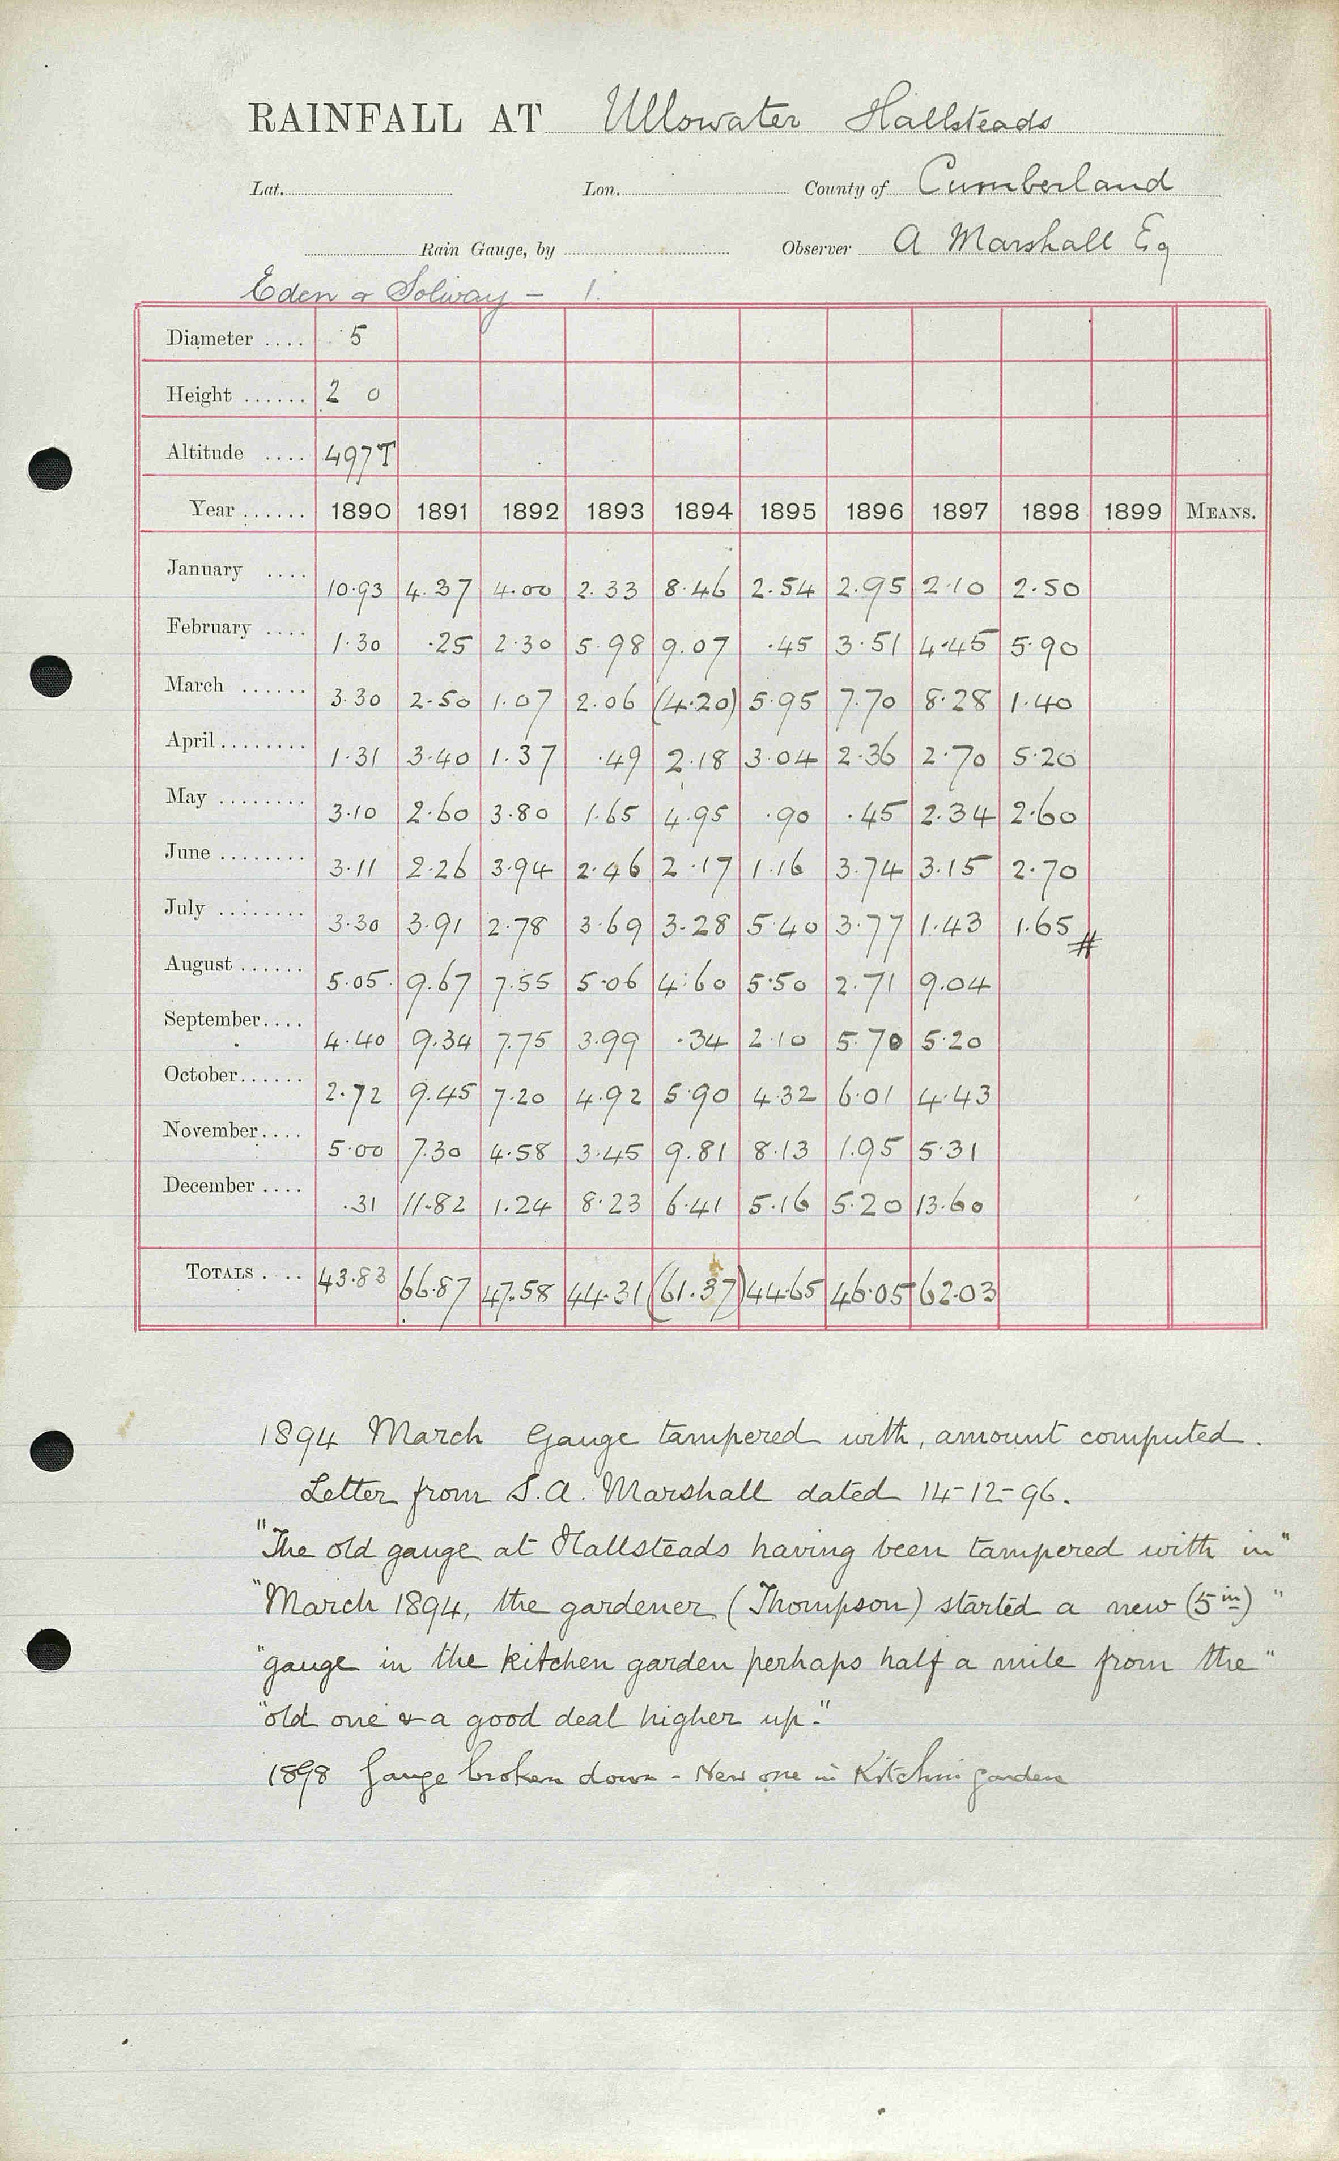 RAINFALL AT Ullswater Hallsteads
Lat. Lon. County of Cumberland
Rain Gauge, by Observer A Marshall Esq
Eden & Solway – 1.
Diameter .... 5
Height ...... 2 0
Altitude .... 497T
Year ...... 1890 1891 1892 1893 1894 1895 1896 1897 1898 1899 MEANS.
January .... 10.93 4.37 4.00 2.33 8.46 2.54 2.95 2.10 2.50
February .... 1.30 .25 2.30 5.98 9.07 .45 3.51 4.45 5.90
March ...... 3.30 2.50 1.07 2.06 (4.20) 5.95 7.70 8.28 1.40
April ........ 1.31 3.40 1.37 .49 2.18 3.04 2.36 2.70 5.20
May ........ 3.10 2.60 3.80 1.65 4.95 .90 .45 2.34 2.60
June ........ 3.11 2.26 3.94 2.46 2.17 1.16 3.74 3.15 2.70
July ........ 3.30 3.91 2.78 3.69 3.28 5.40 3.77 1.43 1.65 #
August ...... 5.05 9.67 7.55 5.06 4.60 5.50 2.71 9.04
September .... 4.40 9.34 7.75 3.99 .34 2.10 5.70 5.20
October ...... 2.72 9.45 7.20 4.92 5.90 4.32 6.01 4.43
November .... 5.00 7.30 4.58 3.45 9.81 8.13 1.95 5.31
December .... .31 11.82 1.24 8.23 6.41 5.16 5.20 13.60
TOTALS .... 43.83 66.87 47.58 44.31 (61.37) 44.65 46.05 62.03
1894 March Gauge tampered with, amount computed.
Letter from S.A. Marshall dated 14-12-96.
"The old gauge at Hallsteads having been tampered with in"
"March 1894, the gardener (Thompson) started a new (5 in) "
"gauge in the kitchen garden perhaps half a mile from the "
"old one & a good deal higher up."
1898 Gauge broken down - New one in Kitchin garden